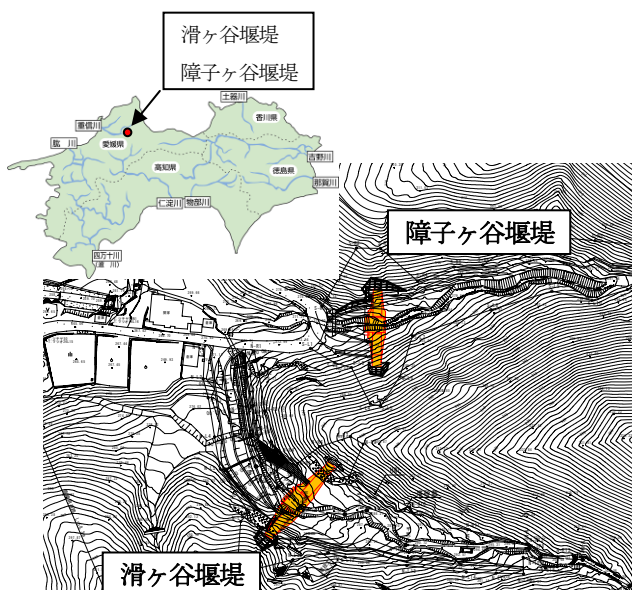 滑ヶ谷堰堤
障子ヶ谷堰堤
土器川
香川県
重信川
肱川
愛媛県
吉野川
高知県
徳島県
那賀川
仁淀川
物部川
四万十川
(渡川)
障子ヶ谷堰堤
滑ヶ谷堰堤